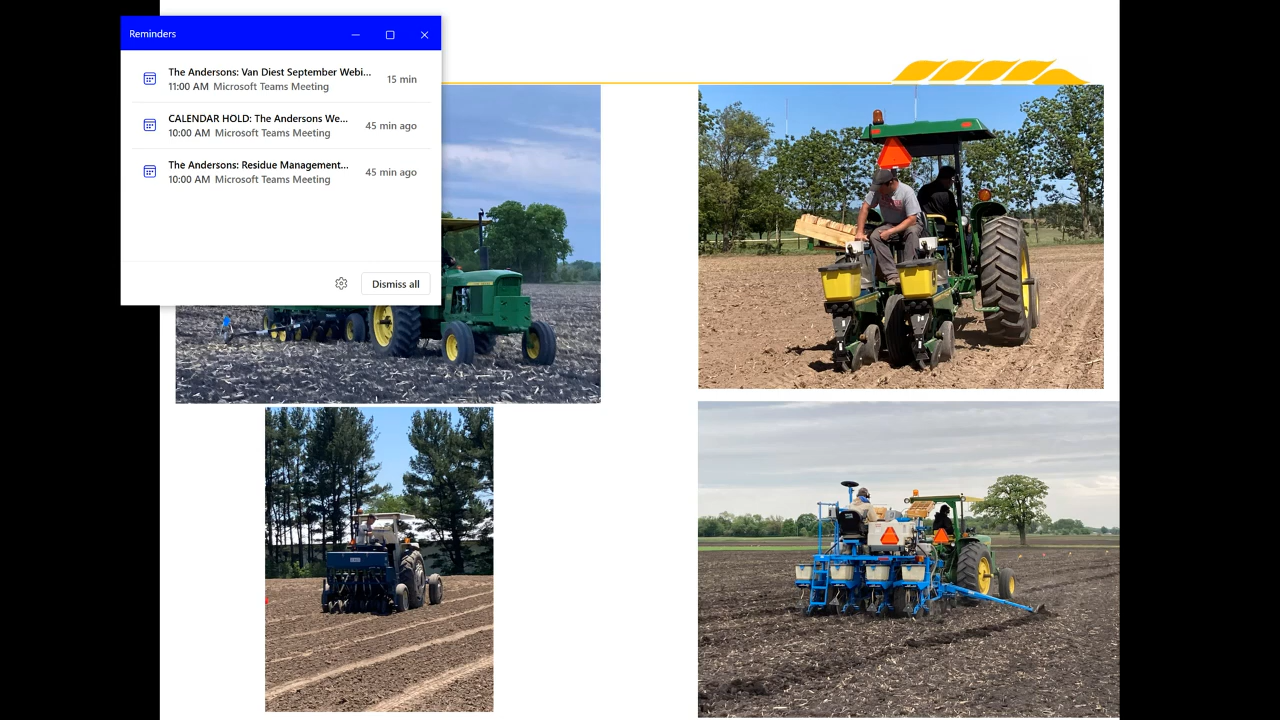 Reminders
The Andersons: Van Diest September Webi...
15 min
11:00 AM Microsoft Teams Meeting
CALENDAR HOLD: The Andersons We...
45 min ago
10:00 AM Microsoft Teams Meeting
The Andersons: Residue Management...
45 min ago
10:00 AM Microsoft Teams Meeting
Dismiss all